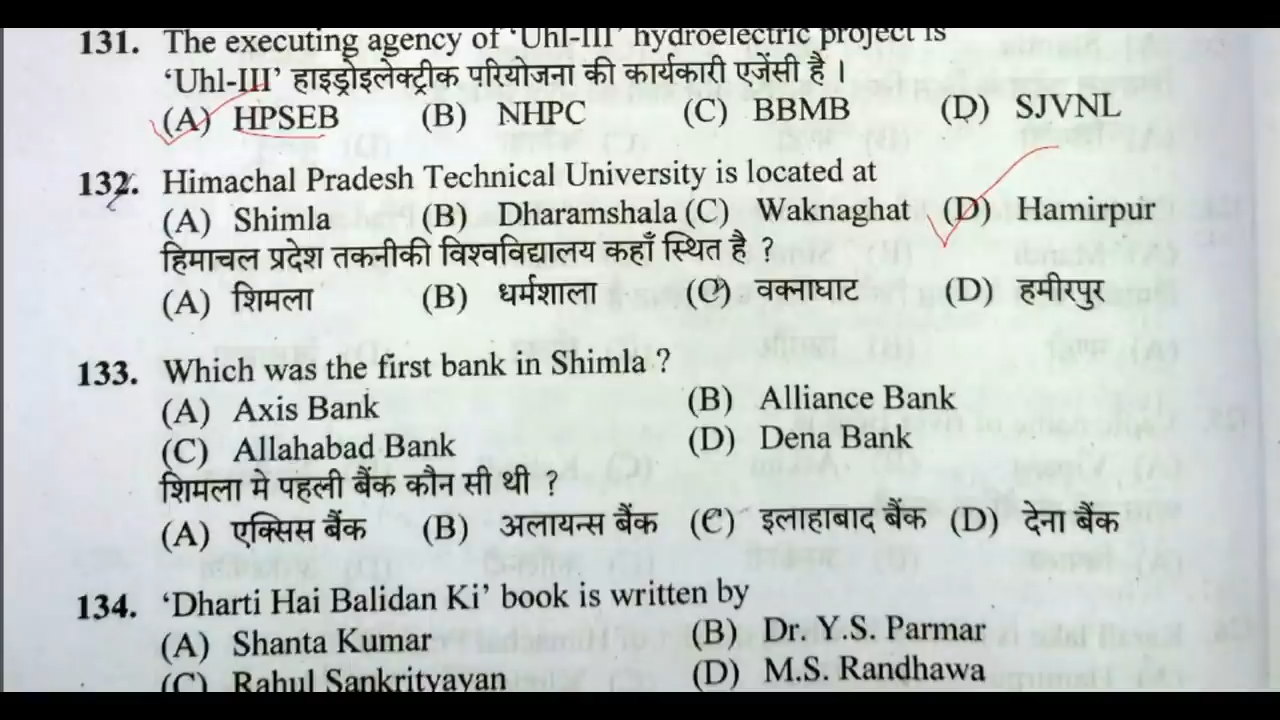 131. The executing agency of 'Uhl-III' hydroelectric project is
'Uhl-III' हाइड्रोइलेक्ट्रीक परियोजना की कार्यकारी एजेंसी है ।
(A) HPSEB (B) NHPC (C) BBMB (D) SJVNL
132. Himachal Pradesh Technical University is located at
(A) Shimla (B) Dharamshala (C) Waknaghat (D) Hamirpur
हिमाचल प्रदेश तकनीकी विश्वविद्यालय कहाँ स्थित है ?
(A) शिमला (B) धर्मशाला (C) वक्नाघाट (D) हमीरपुर
133. Which was the first bank in Shimla ?
(A) Axis Bank (B) Alliance Bank
(C) Allahabad Bank (D) Dena Bank
शिमला मे पहली बैंक कौन सी थी ?
(A) एक्सिस बैंक (B) अलायन्स बैंक (C) इलाहाबाद बैंक (D) देना बैंक
134. 'Dharti Hai Balidan Ki' book is written by
(A) Shanta Kumar (B) Dr. Y.S. Parmar
(C) Rahul Sankrityayan (D) M.S. Randhawa